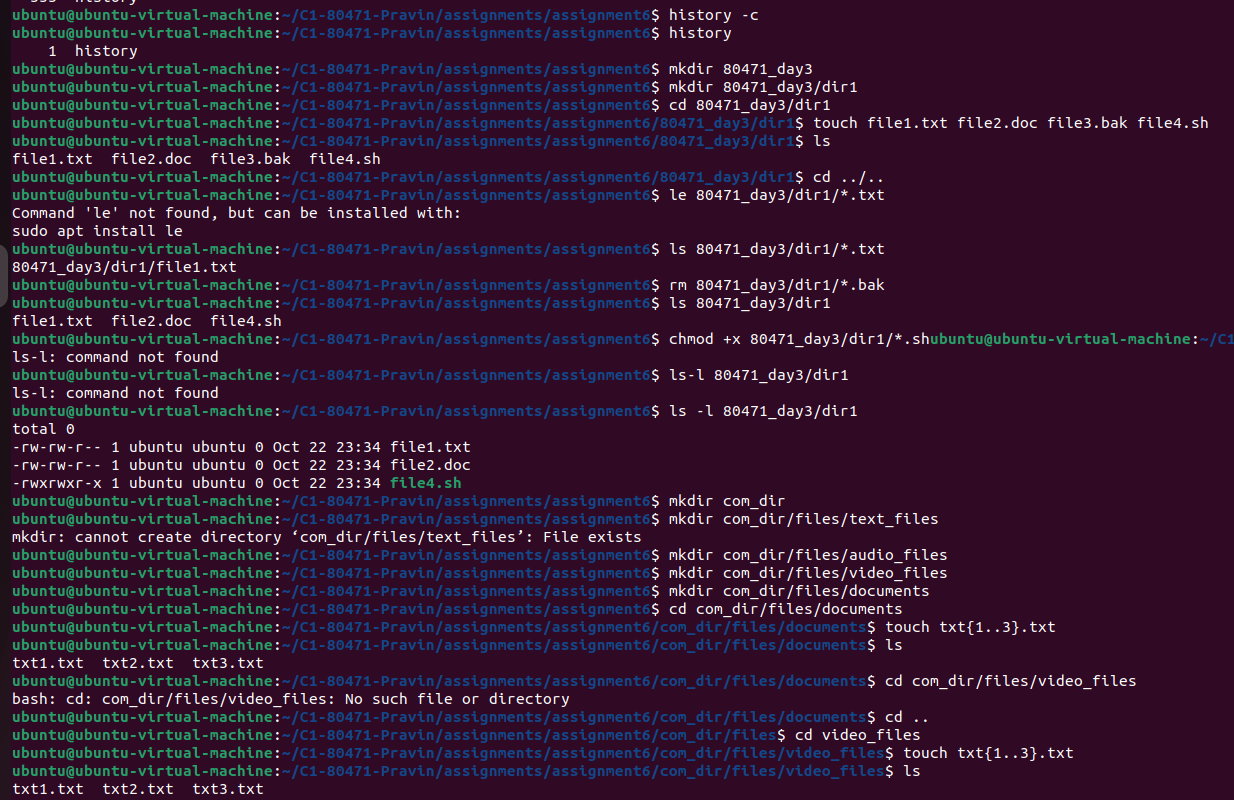 333 history
ubuntu@ubuntu-virtual-machine:~/C1-80471-Pravin/assignments/assignment6$ history -c
ubuntu@ubuntu-virtual-machine:~/C1-80471-Pravin/assignments/assignment6$ history
    1  history
ubuntu@ubuntu-virtual-machine:~/C1-80471-Pravin/assignments/assignment6$ mkdir 80471_day3
ubuntu@ubuntu-virtual-machine:~/C1-80471-Pravin/assignments/assignment6$ mkdir 80471_day3/dir1
ubuntu@ubuntu-virtual-machine:~/C1-80471-Pravin/assignments/assignment6$ cd 80471_day3/dir1
ubuntu@ubuntu-virtual-machine:~/C1-80471-Pravin/assignments/assignment6/80471_day3/dir1$ touch file1.txt file2.doc file3.bak file4.sh
ubuntu@ubuntu-virtual-machine:~/C1-80471-Pravin/assignments/assignment6/80471_day3/dir1$ ls
file1.txt  file2.doc  file3.bak  file4.sh
ubuntu@ubuntu-virtual-machine:~/C1-80471-Pravin/assignments/assignment6/80471_day3/dir1$ cd ../..
ubuntu@ubuntu-virtual-machine:~/C1-80471-Pravin/assignments/assignment6$ le 80471_day3/dir1/*.txt
Command 'le' not found, but can be installed with:
sudo apt install le
ubuntu@ubuntu-virtual-machine:~/C1-80471-Pravin/assignments/assignment6$ ls 80471_day3/dir1/*.txt
80471_day3/dir1/file1.txt
ubuntu@ubuntu-virtual-machine:~/C1-80471-Pravin/assignments/assignment6$ rm 80471_day3/dir1/*.bak
ubuntu@ubuntu-virtual-machine:~/C1-80471-Pravin/assignments/assignment6$ ls 80471_day3/dir1
file1.txt  file2.doc  file4.sh
ubuntu@ubuntu-virtual-machine:~/C1-80471-Pravin/assignments/assignment6$ chmod +x 80471_day3/dir1/*.shubuntu@ubuntu-virtual-machine:~/C1
ls-l: command not found
ubuntu@ubuntu-virtual-machine:~/C1-80471-Pravin/assignments/assignment6$ ls-l 80471_day3/dir1
ls-l: command not found
ubuntu@ubuntu-virtual-machine:~/C1-80471-Pravin/assignments/assignment6$ ls -l 80471_day3/dir1
total 0
-rw-rw-r-- 1 ubuntu ubuntu 0 Oct 22 23:34 file1.txt
-rw-rw-r-- 1 ubuntu ubuntu 0 Oct 22 23:34 file2.doc
-rwxrwxr-x 1 ubuntu ubuntu 0 Oct 22 23:34 file4.sh
ubuntu@ubuntu-virtual-machine:~/C1-80471-Pravin/assignments/assignment6$ mkdir com_dir
ubuntu@ubuntu-virtual-machine:~/C1-80471-Pravin/assignments/assignment6$ mkdir com_dir/files/text_files
mkdir: cannot create directory ‘com_dir/files/text_files’: File exists
ubuntu@ubuntu-virtual-machine:~/C1-80471-Pravin/assignments/assignment6$ mkdir com_dir/files/audio_files
ubuntu@ubuntu-virtual-machine:~/C1-80471-Pravin/assignments/assignment6$ mkdir com_dir/files/video_files
ubuntu@ubuntu-virtual-machine:~/C1-80471-Pravin/assignments/assignment6$ mkdir com_dir/files/documents
ubuntu@ubuntu-virtual-machine:~/C1-80471-Pravin/assignments/assignment6$ cd com_dir/files/documents
ubuntu@ubuntu-virtual-machine:~/C1-80471-Pravin/assignments/assignment6/com_dir/files/documents$ touch txt{1..3}.txt
ubuntu@ubuntu-virtual-machine:~/C1-80471-Pravin/assignments/assignment6/com_dir/files/documents$ ls
txt1.txt  txt2.txt  txt3.txt
ubuntu@ubuntu-virtual-machine:~/C1-80471-Pravin/assignments/assignment6/com_dir/files/documents$ cd com_dir/files/video_files
bash: cd: com_dir/files/video_files: No such file or directory
ubuntu@ubuntu-virtual-machine:~/C1-80471-Pravin/assignments/assignment6/com_dir/files/documents$ cd ..
ubuntu@ubuntu-virtual-machine:~/C1-80471-Pravin/assignments/assignment6/com_dir/files$ cd video_files
ubuntu@ubuntu-virtual-machine:~/C1-80471-Pravin/assignments/assignment6/com_dir/files/video_files$ touch txt{1..3}.txt
ubuntu@ubuntu-virtual-machine:~/C1-80471-Pravin/assignments/assignment6/com_dir/files/video_files$ ls
txt1.txt  txt2.txt  txt3.txt